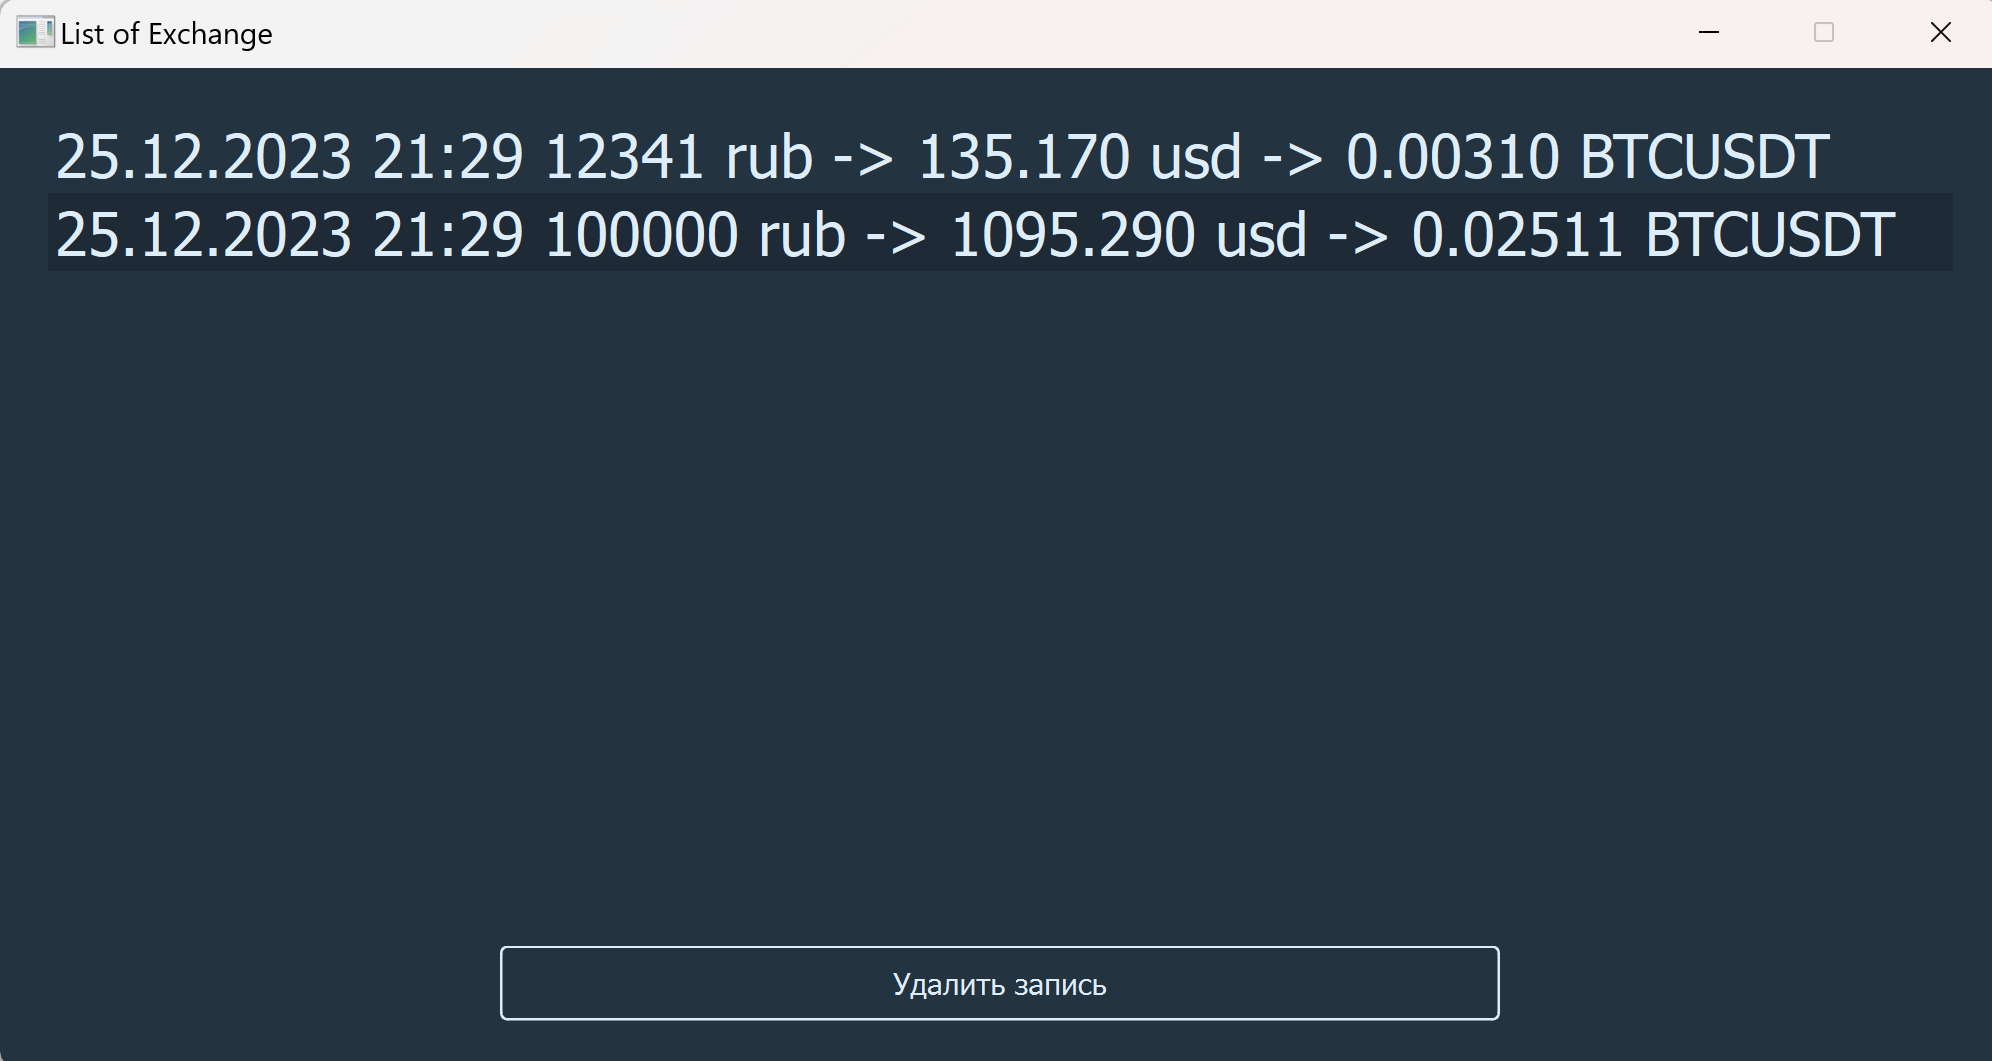 List of Exchange
25.12.2023 21:29 12341 rub -> 135.170 usd -> 0.00310 BTCUSDT
25.12.2023 21:29 100000 rub -> 1095.290 usd -> 0.02511 BTCUSDT
Удалить запись